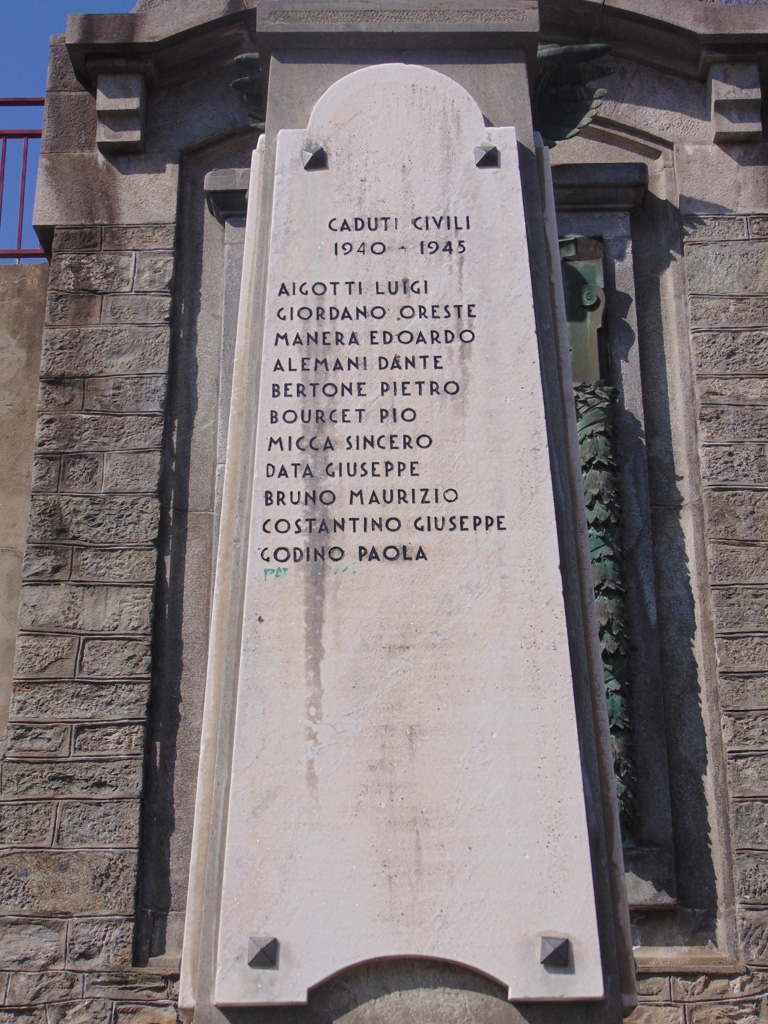 CADUTI CIVILI
1940 - 1945
AIGOTTI LUIGI
GIORDANO ORESTE
MANERA EDOARDO
ALEMANI DANTE
BERTONE PIETRO
BOURCET PIO
MICCA SINCERO
DATA GIUSEPPE
BRUNO MAURIZIO
COSTANTINO GIUSEPPE
GODINO PAOLA